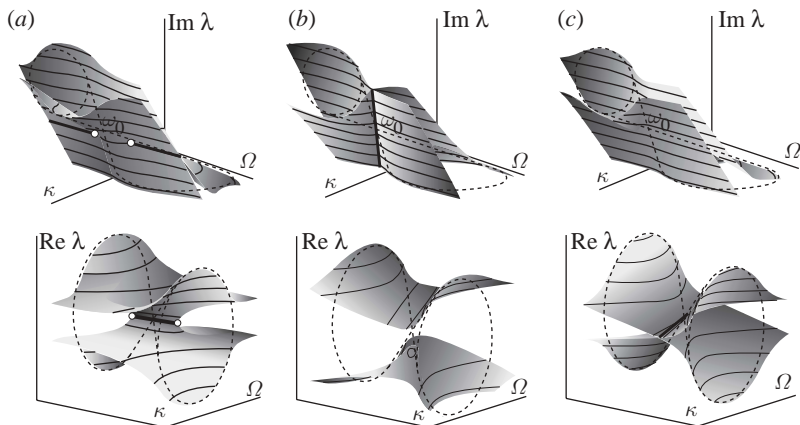 (a) Im λ (b) Im λ (c) Im λ
ω₀ ω₀ ω₀
Ω Ω Ω
κ κ κ
Re λ Re λ Re λ
Ω Ω Ω
κ κ κ